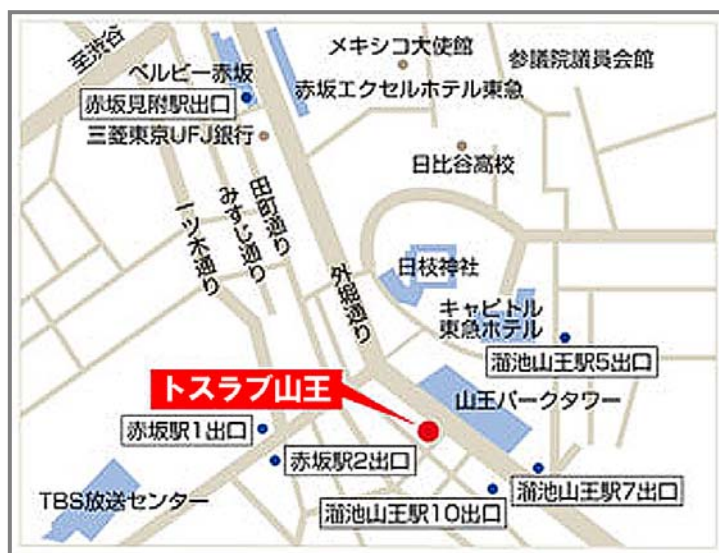 至渋谷
メキシコ大使館
参議院議員会館
ベルビー赤坂
赤坂エクセルホテル東急
赤坂見附駅出口
三菱東京UFJ銀行
日比谷高校
田町通り
みすじ通り
一ツ木通り
外堀通り
日枝神社
キャピトル
東急ホテル
溜池山王駅5出口
トスラブ山王
山王パークタワー
赤坂駅1出口
赤坂駅2出口
TBS放送センター
溜池山王駅7出口
溜池山王駅10出口